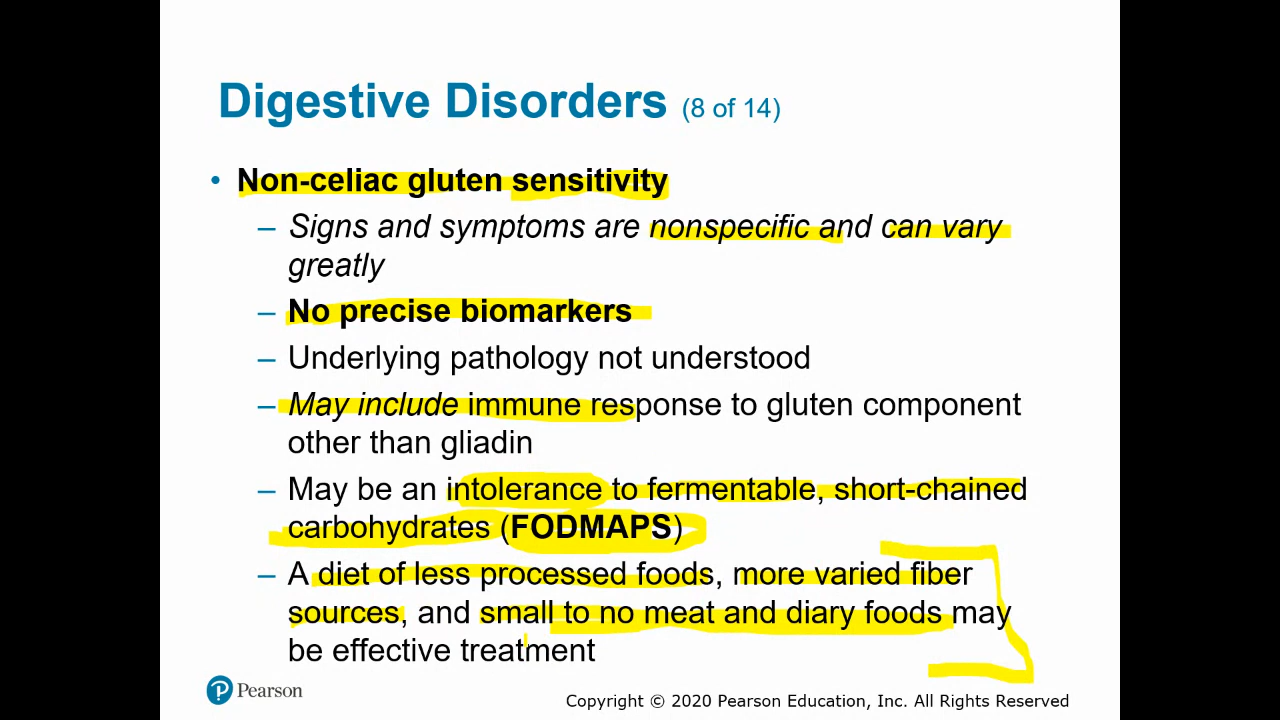 Digestive Disorders (8 of 14)
• Non-celiac gluten sensitivity
– Signs and symptoms are nonspecific and can vary
greatly
– No precise biomarkers
– Underlying pathology not understood
– May include immune response to gluten component
other than gliadin
– May be an intolerance to fermentable, short-chained
carbohydrates (FODMAPS)
– A diet of less processed foods, more varied fiber
sources, and small to no meat and diary foods may
be effective treatment
Pearson
Copyright © 2020 Pearson Education, Inc. All Rights Reserved